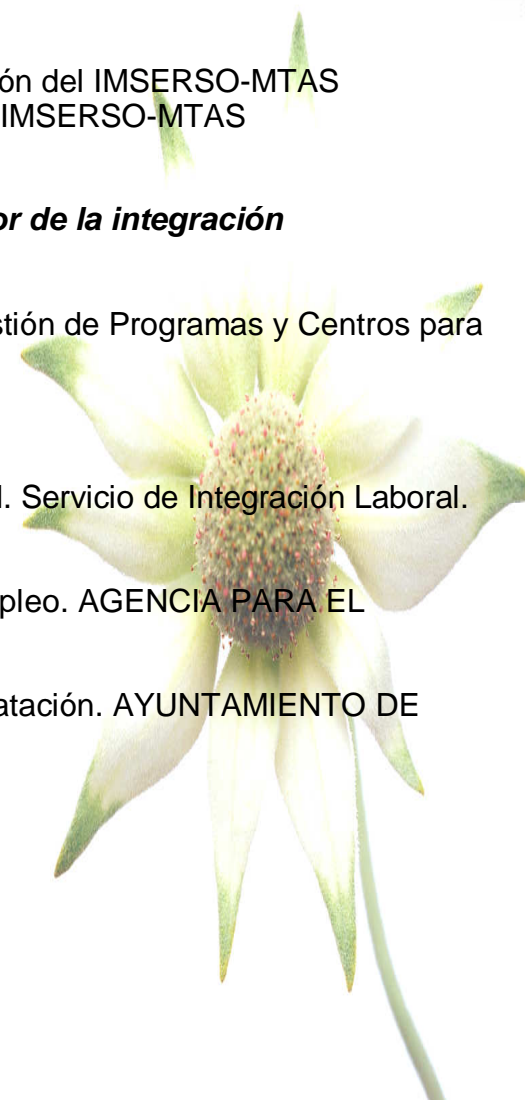 ón del IMSERSO-MTAS
IMSERSO-MTAS
or de la integración
stión de Programas y Centros para
l. Servicio de Integración Laboral.
pleo. AGENCIA PARA EL
atación. AYUNTAMIENTO DE